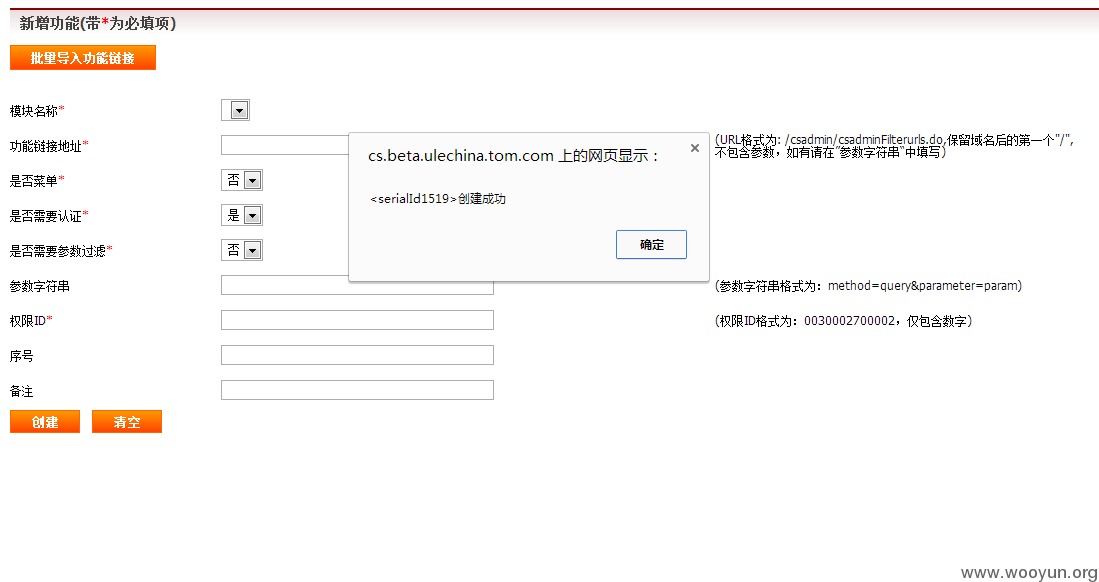 新增功能(带*为必填项)
批量导入功能链接
模块名称*
功能链接地址*
(URL格式为: /csadmin/csadminFilterurls.do,保留域名后的第一个"/",
不包含参数，如有请在"参数字符串"中填写)
cs.beta.ulechina.tom.com 上的网页显示：
×
<serialId1519>创建成功
确定
是否菜单*
否
是否需要认证*
是
是否需要参数过滤*
否
参数字符串
(参数字符串格式为：method=query&parameter=param)
权限ID*
(权限ID格式为：0030002700002，仅包含数字)
序号
备注
创建 清空
www.wooyun.org